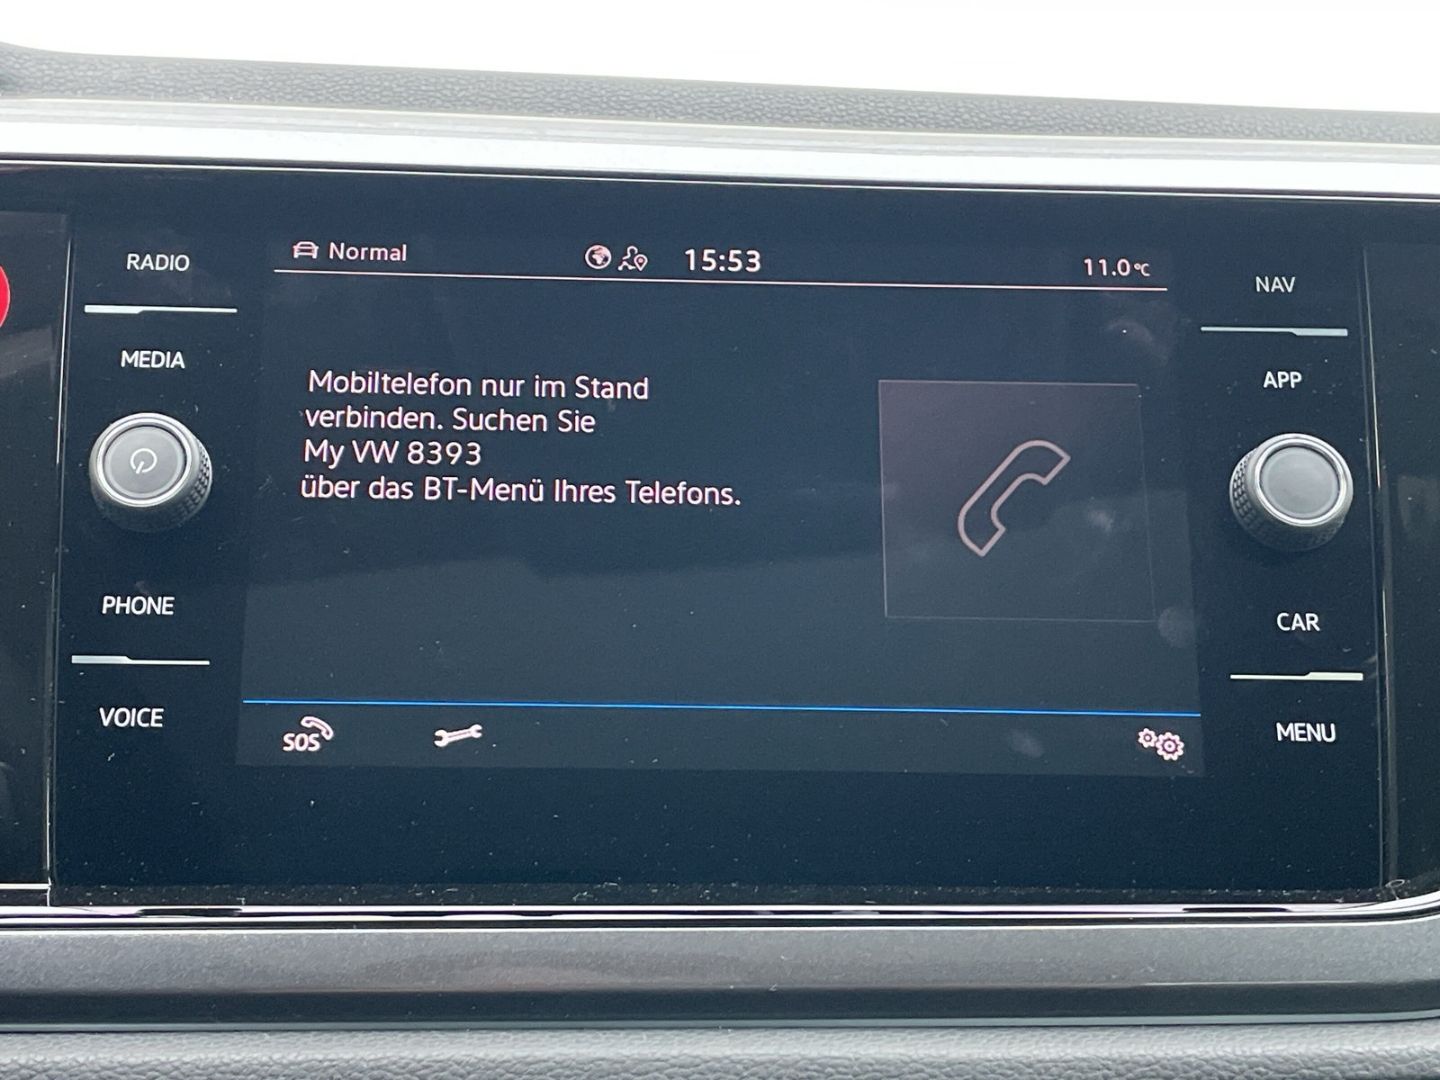 RADIO
MEDIA
PHONE
VOICE
Normal
15:53
11.0°C
Mobiltelefon nur im Stand
verbinden. Suchen Sie
My VW 8393
über das BT-Menü Ihres Telefons.
SOS
NAV
APP
CAR
MENU